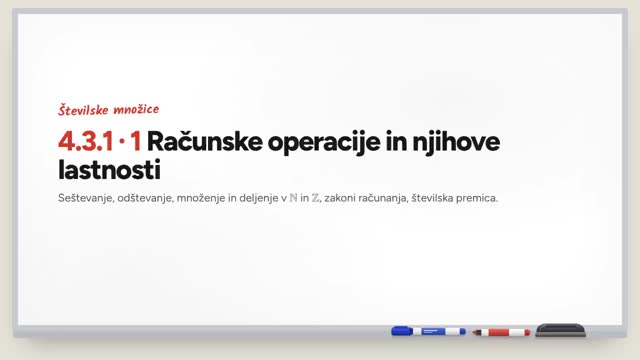 Številske množice
4.3.1 · 1 Računske operacije in njihove
lastnosti
Seštevanje, odštevanje, množenje in deljenje v ℕ in ℤ, zakoni računanja, številska premica.